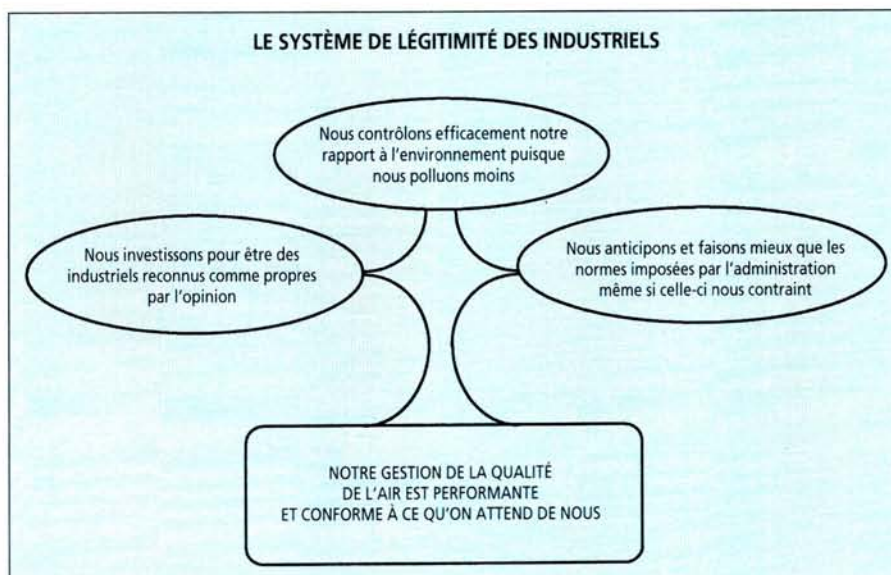 LE SYSTÈME DE LÉGITIMITÉ DES INDUSTRIELS
Nous contrôlons efficacement notre
rapport à l'environnement puisque
nous polluons moins
Nous investissons pour être des
industriels reconnus comme propres
par l'opinion
Nous anticipons et faisons mieux que les
normes imposées par l'administration
même si celle-ci nous contraint
NOTRE GESTION DE LA QUALITÉ
DE L'AIR EST PERFORMANTE
ET CONFORME À CE QU'ON ATTEND DE NOUS